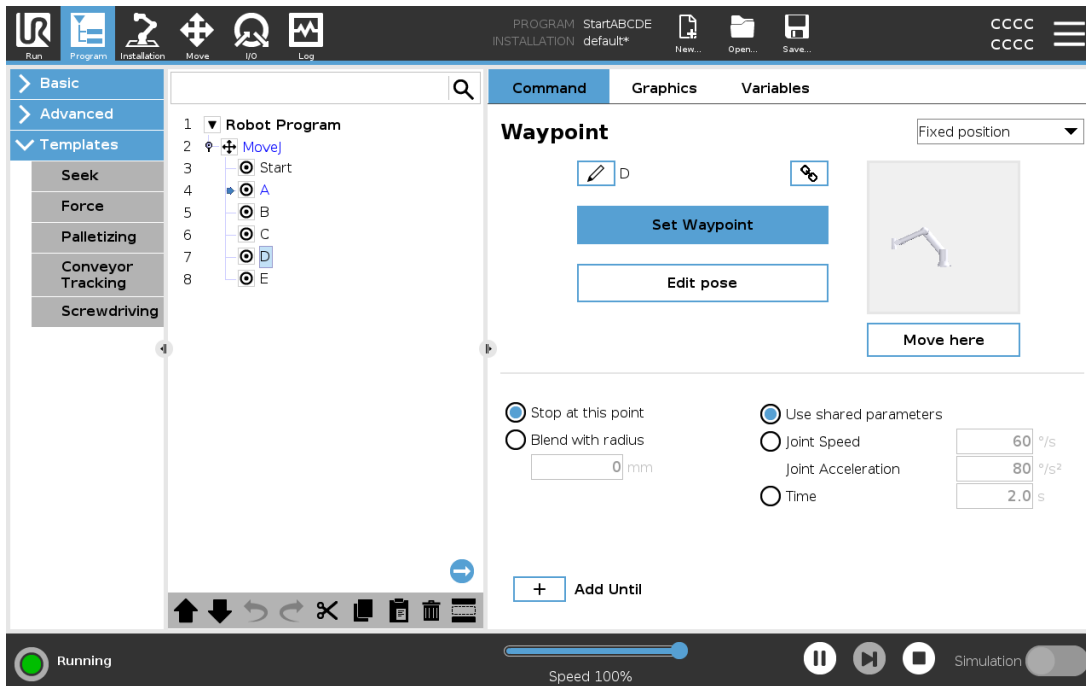 UR
PROGRAM StartABCDE
INSTALLATION default*
CCCC
CCCC
Run Program Installation Move I/O Log New... Open... Save...
Basic
Advanced
Templates
Seek
Force
Palletizing
Conveyor
Tracking
Screwdriving
1 Robot Program
2 MoveJ
3 Start
4 A
5 B
6 C
7 D
8 E
Command Graphics Variables
Waypoint
Fixed position
D
Set Waypoint
Edit pose
Move here
Stop at this point
Blend with radius
0 mm
Use shared parameters
Joint Speed 60 °/s
Joint Acceleration 80 °/s²
Time 2.0 s
+ Add Until
Running
Speed 100%
Simulation